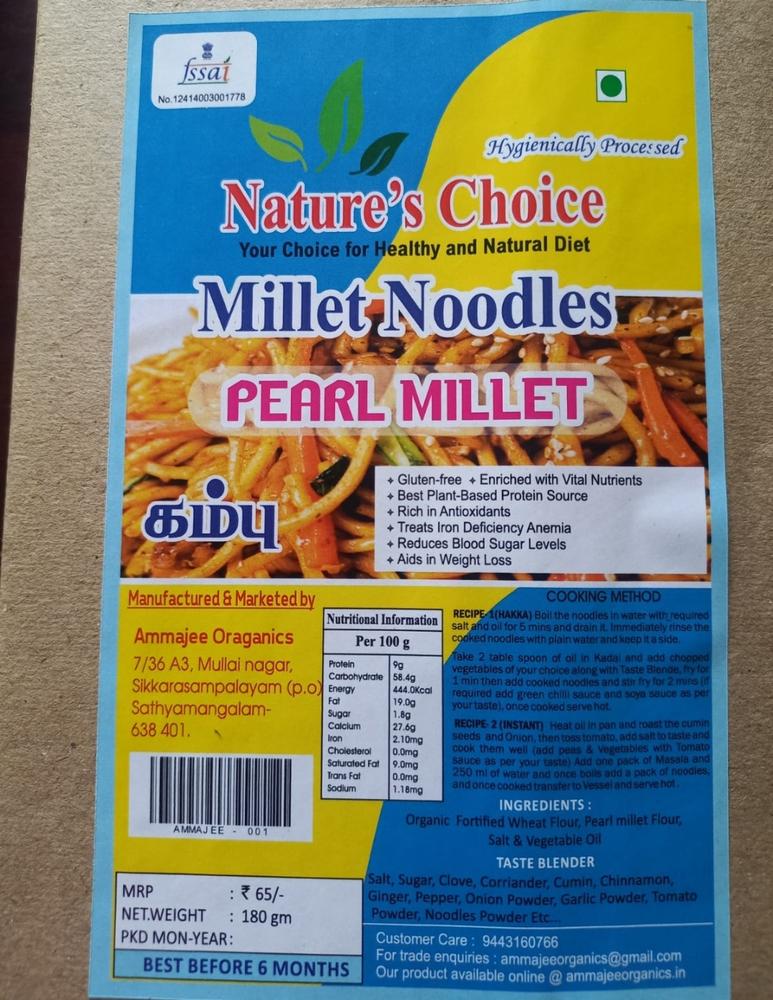 fssai
No.12414003001778
Hygienically Processed
Nature's Choice
Your Choice for Healthy and Natural Diet
Millet Noodles
PEARL MILLET
கம்பு
+ Gluten-free + Enriched with Vital Nutrients
+ Best Plant-Based Protein Source
+ Rich in Antioxidants
+ Treats Iron Deficiency Anemia
+ Reduces Blood Sugar Levels
+ Aids in Weight Loss
Manufactured & Marketed by
Ammajee Oraganics
7/36 A3, Mullai nagar,
Sikkarasampalayam (p.o)
Sathyamangalam-
638 401.
AMMAJEE - 001
Nutritional Information
Per 100 g
Protein 9g
Carbohydrate 58.4g
Energy 444.0Kcal
Fat 19.0g
Sugar 1.8g
Calcium 27.6g
Iron 2.10mg
Cholesterol 0.0mg
Saturated Fat 9.0mg
Trans Fat 0.0mg
Sodium 1.18mg
COOKING METHOD
RECIPE-1(HAKKA) Boil the noodles in water with required
salt and oil for 5 mins and drain it. Immediately rinse the
cooked noodles with plain water and keep it a side.
Take 2 table spoon of oil in Kadai and add chopped
vegetables of your choice along with Taste Blende, fry for
1 min then add cooked noodles and stir fry for 2 mins (if
required add green chilli sauce and soya sauce as per
your taste), once cooked serve hot.
RECIPE- 2 (INSTANT) Heat oil in pan and roast the cumin
seeds and Onion, then toss tomato, add salt to taste and
cook them well (add peas & Vegetables with Tomato
sauce as per your taste) Add one pack of Masala and
250 ml of water and once boils add a pack of noodles,
and once cooked transfer to Vessel and serve hot.
INGREDIENTS :
Organic Fortified Wheat Flour, Pearl millet Flour,
Salt & Vegetable Oil
TASTE BLENDER
Salt, Sugar, Clove, Corriander, Cumin, Chinnamon,
Ginger, Pepper, Onion Powder, Garlic Powder, Tomato
Powder, Noodles Powder Etc...
MRP : ₹ 65/-
NET.WEIGHT : 180 gm
PKD MON-YEAR:
BEST BEFORE 6 MONTHS
Customer Care : 9443160766
For trade enquiries : ammajeeorganics@gmail.com
Our product available online @ ammajeeorganics.in